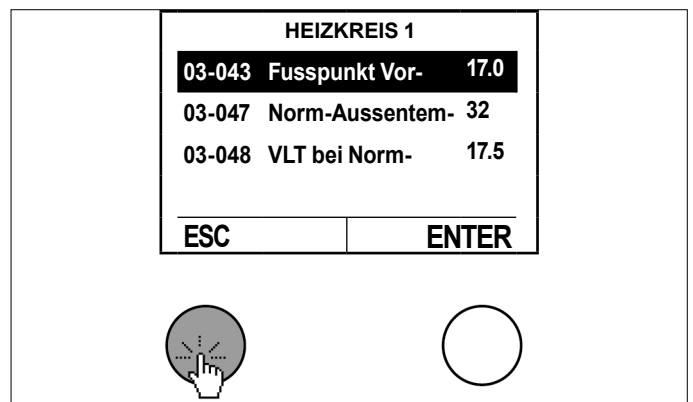 HEIZKREIS 1
03-043 Fusspunkt Vor- 17.0
03-047 Norm-Aussentem- 32
03-048 VLT bei Norm- 17.5
ESC ENTER